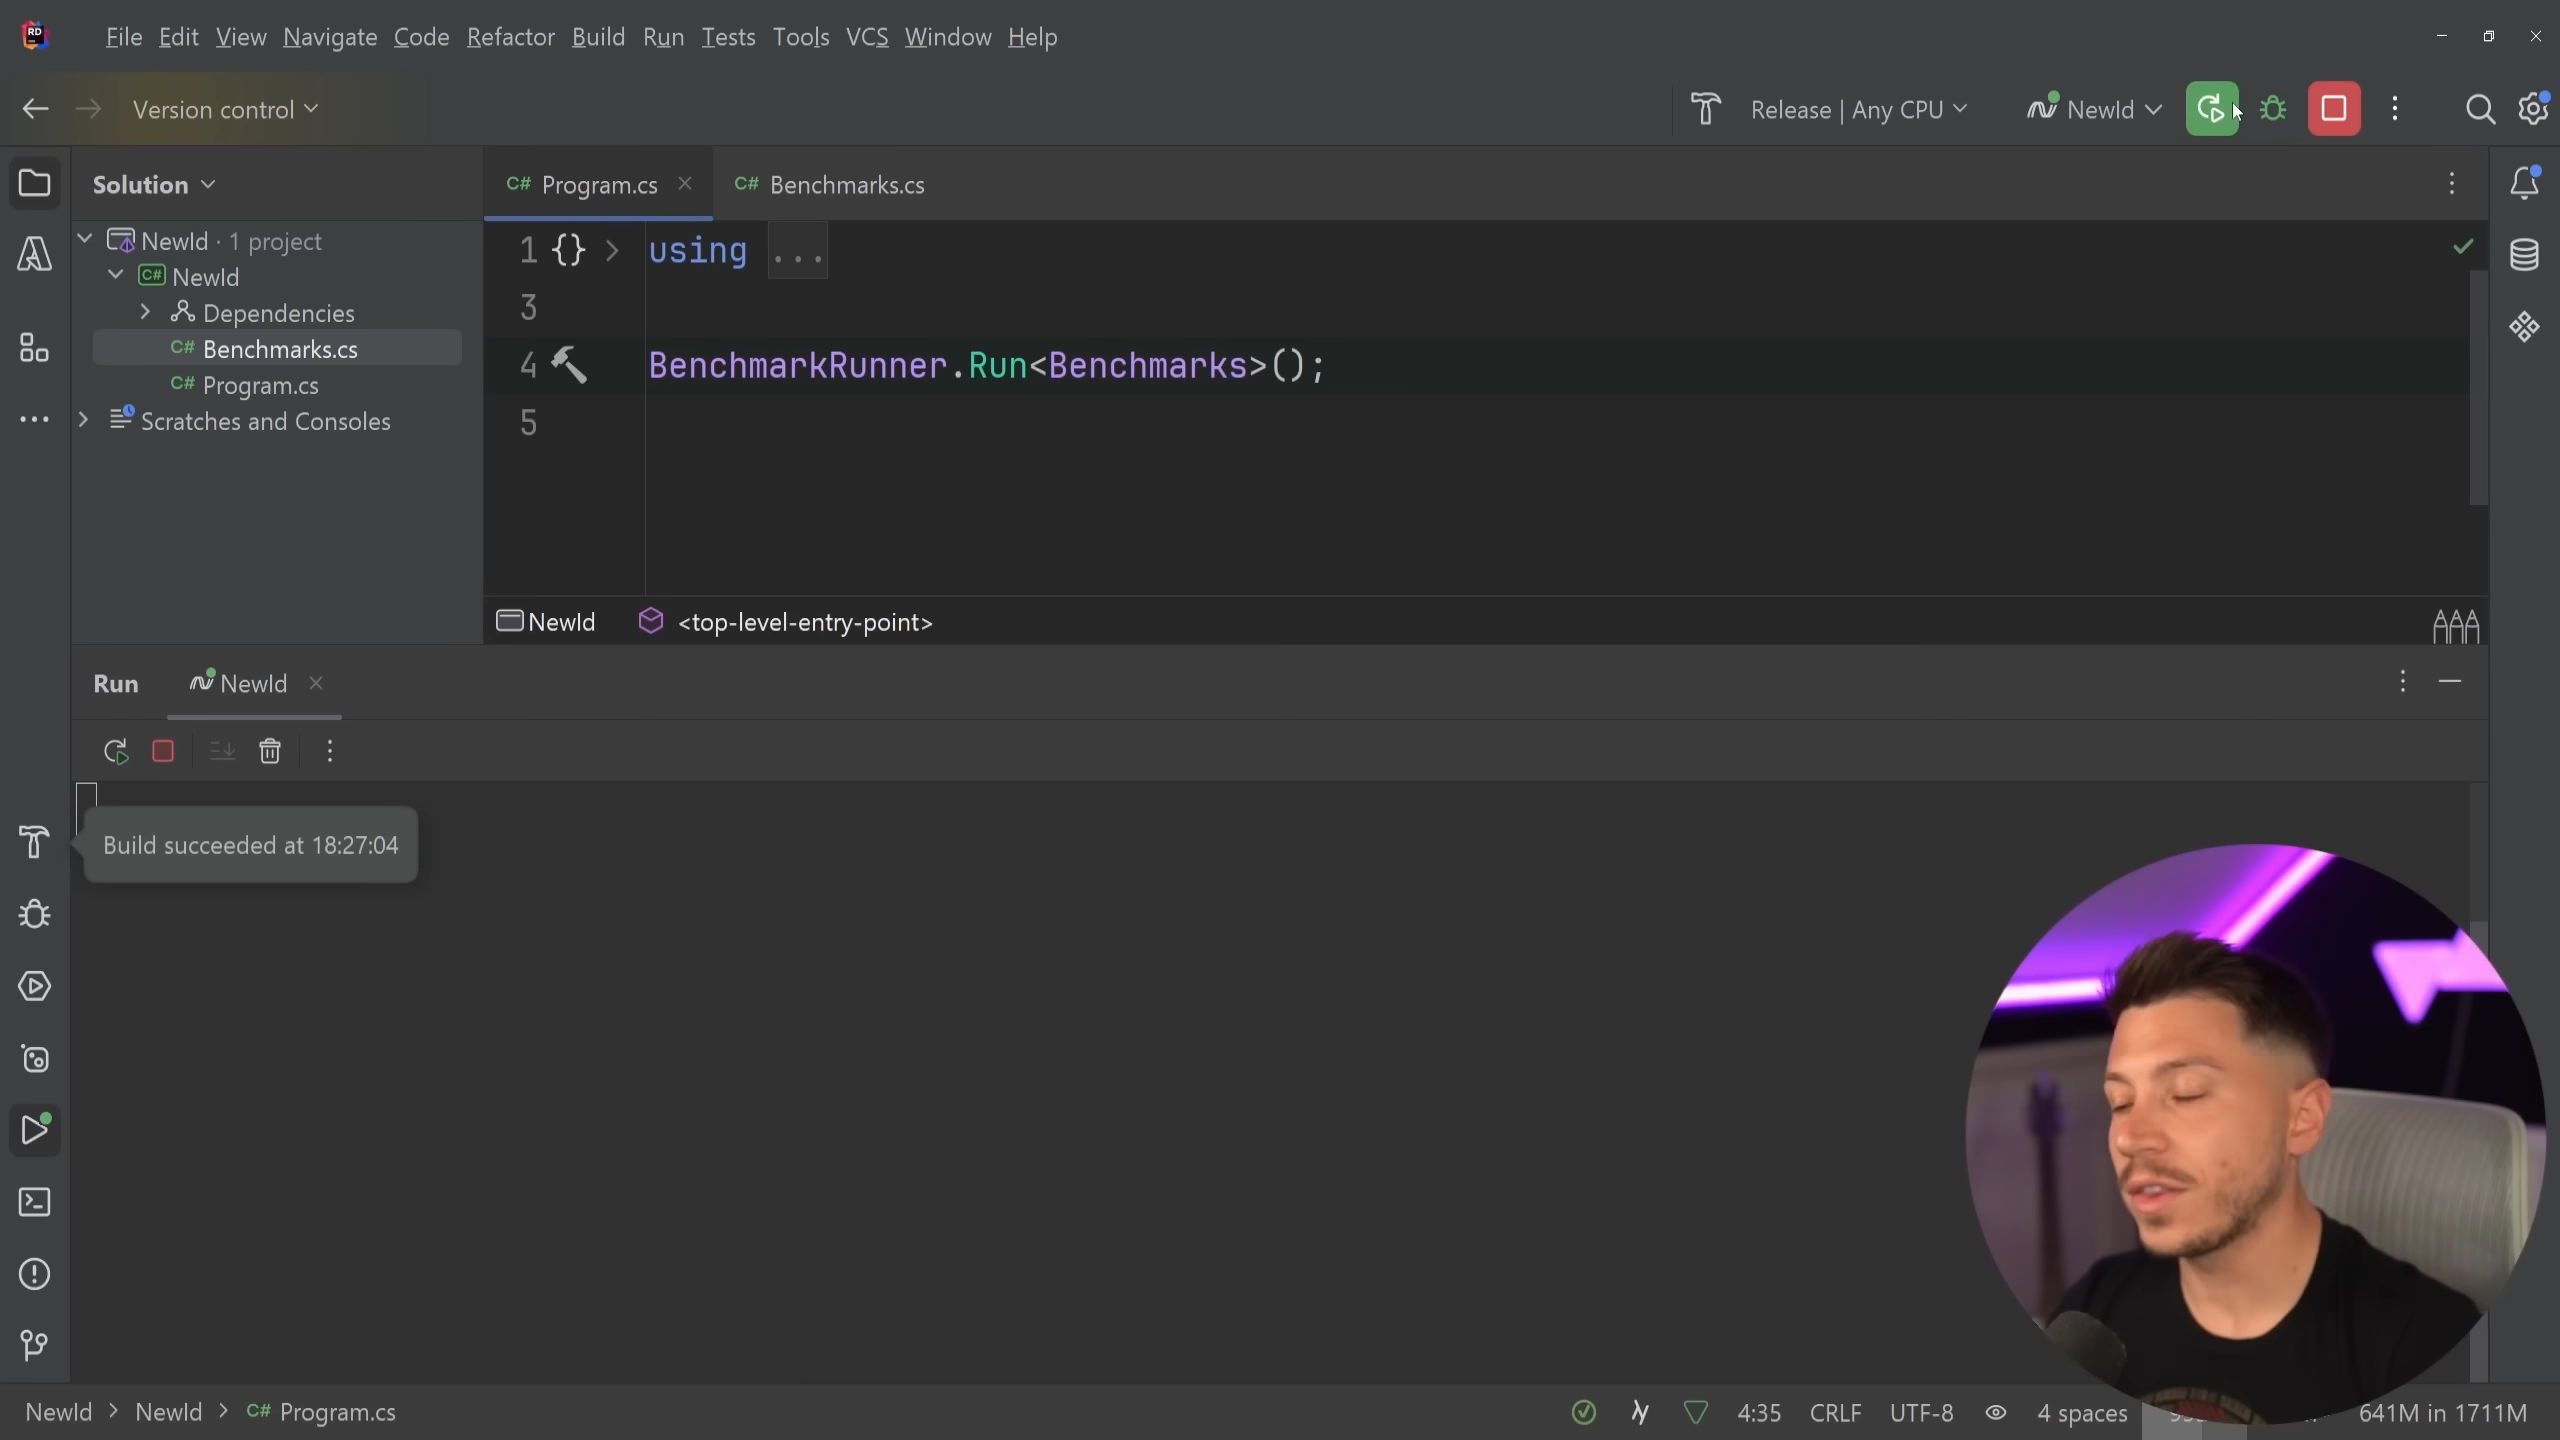 RD
File Edit View Navigate Code Refactor Build Run Tests Tools VCS Window Help
Version control
Release | Any CPU
NewId
Solution
C# Program.cs
C# Benchmarks.cs
NewId · 1 project
C# NewId
Dependencies
C# Benchmarks.cs
C# Program.cs
Scratches and Consoles
1 {} using ...
3
4 BenchmarkRunner.Run<Benchmarks>();
5
NewId <top-level-entry-point>
Run NewId
Build succeeded at 18:27:04
NewId > NewId > C# Program.cs
4:35 CRLF UTF-8 4 spaces
641M in 1711M